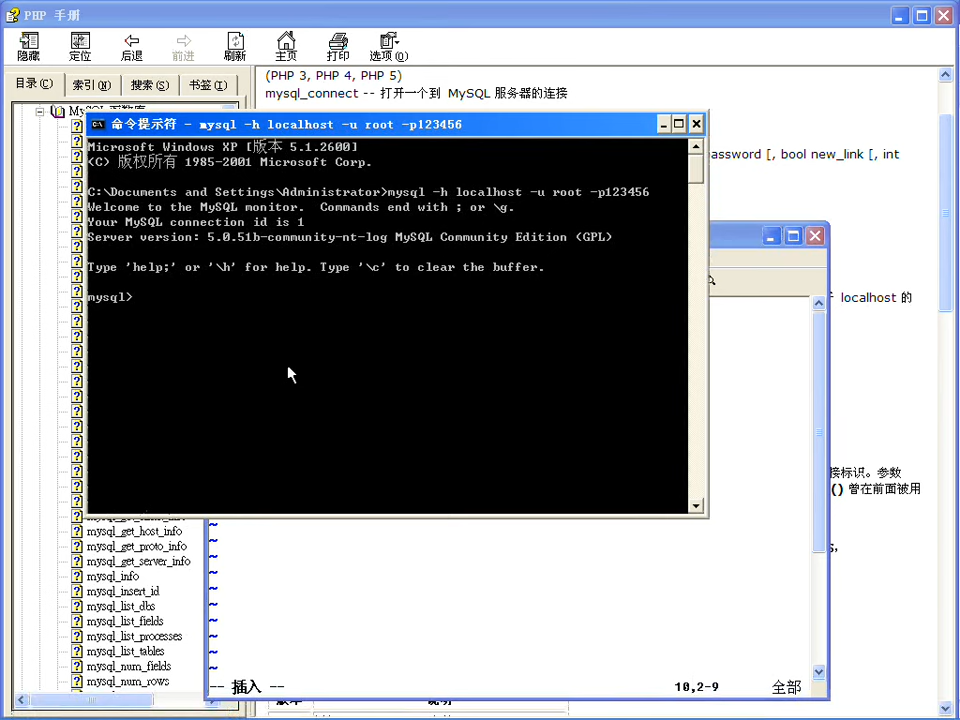 PHP 手册
隐藏 定位 后退 前进 刷新 主页 打印 选项(O)
目录(C) 索引(N) 搜索(S) 书签(I)
(PHP 3, PHP 4, PHP 5)
mysql_connect -- 打开一个到 MySQL 服务器的连接
assword [, bool new_link [, int
localhost 的
接标识。参数
() 曾在前面被用
命令提示符 - mysql -h localhost -u root -p123456
Microsoft Windows XP [版本 5.1.2600]
(C) 版权所有 1985-2001 Microsoft Corp.
C:\Documents and Settings\Administrator>mysql -h localhost -u root -p123456
Welcome to the MySQL monitor.  Commands end with ; or \g.
Your MySQL connection id is 1
Server version: 5.0.51b-community-nt-log MySQL Community Edition (GPL)
Type 'help;' or '\h' for help. Type '\c' to clear the buffer.
mysql>
mysql_get_host_info
mysql_get_proto_info
mysql_get_server_info
mysql_info
mysql_insert_id
mysql_list_dbs
mysql_list_fields
mysql_list_processes
mysql_list_tables
mysql_num_fields
mysql_num_rows
~
~
~
~
~
~
~
~
~
~
-- 插入 -- 10,2-9 全部